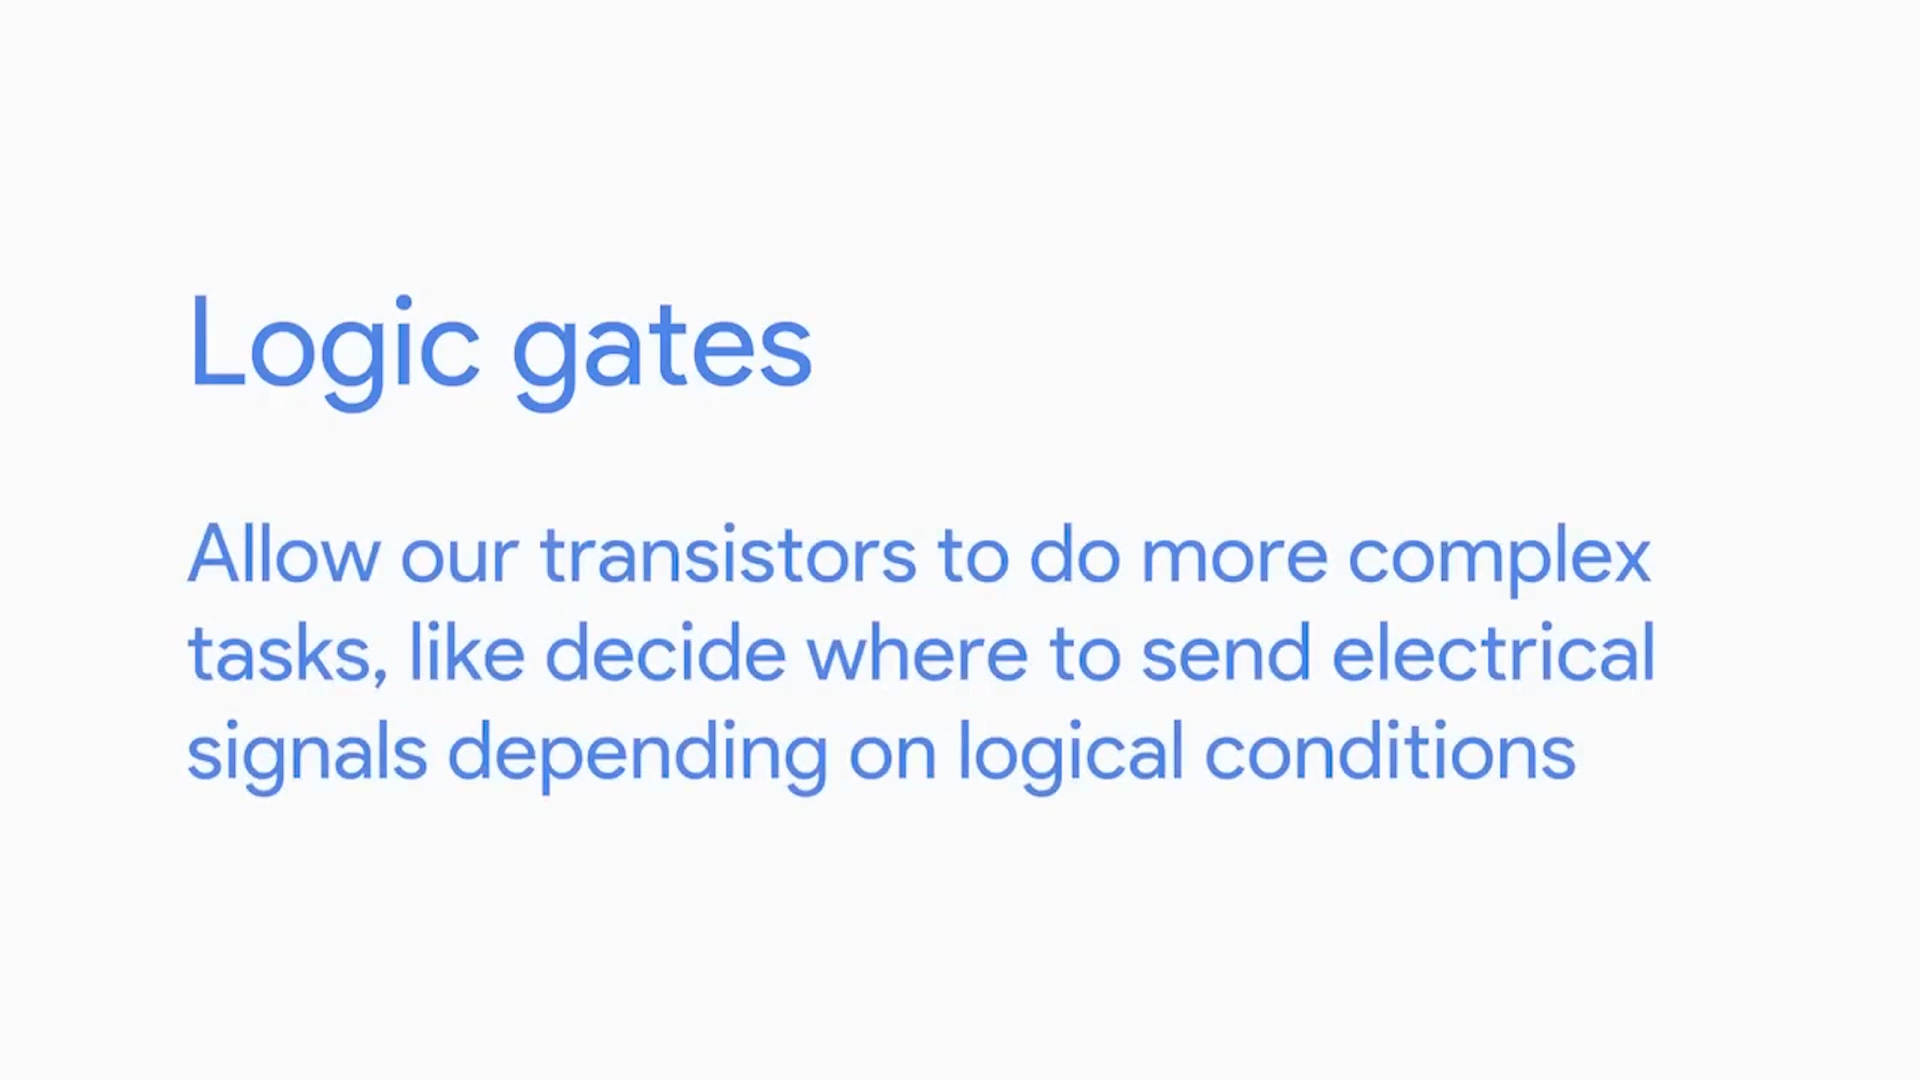 Logic gates
Allow our transistors to do more complex
tasks, like decide where to send electrical
signals depending on logical conditions